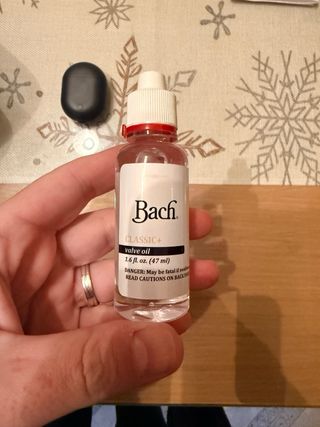 Bach®
CLASSIC+
valve oil
1.6 fl. oz. (47 ml)
DANGER: May be fatal if
READ CAUTIONS ON BACK